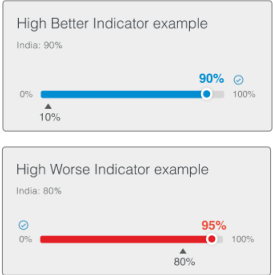 High Better Indicator example
India: 90%
90%
0% 100%
10%
High Worse Indicator example
India: 80%
95%
0% 100%
80%